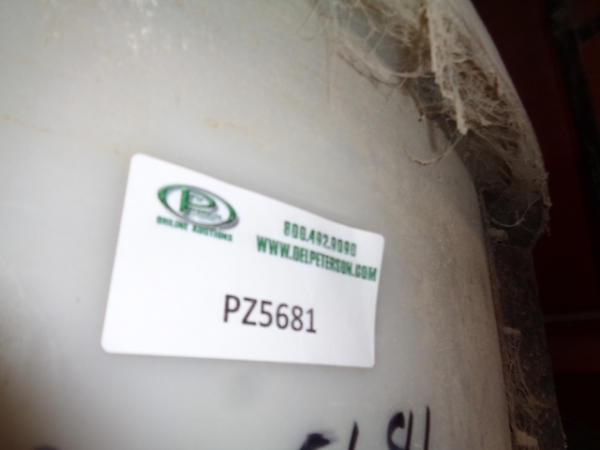 P
ONLINE AUCTIONS
800.492.9090
WWW.DELPETERSON.COM
PZ5681